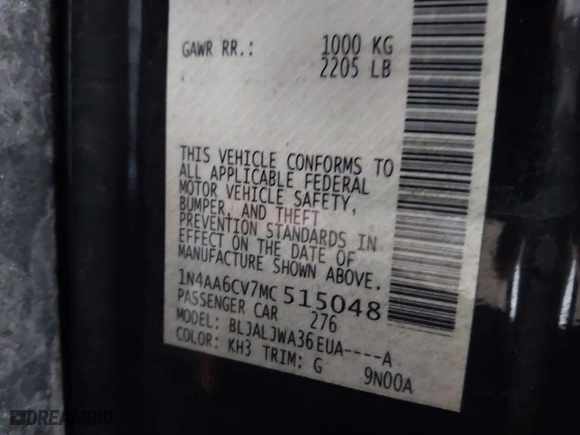 GAWR RR.: 1000 KG
2205 LB
THIS VEHICLE CONFORMS TO
ALL APPLICABLE FEDERAL
MOTOR VEHICLE SAFETY,
BUMPER, AND THEFT
PREVENTION STANDARDS IN
EFFECT ON THE DATE OF
MANUFACTURE SHOWN ABOVE.
1N4AA6CV7MC515048
PASSENGER CAR 276
MODEL: BLJALJWA36EUA----A
COLOR: KH3 TRIM: G 9N00A
DREAMBID